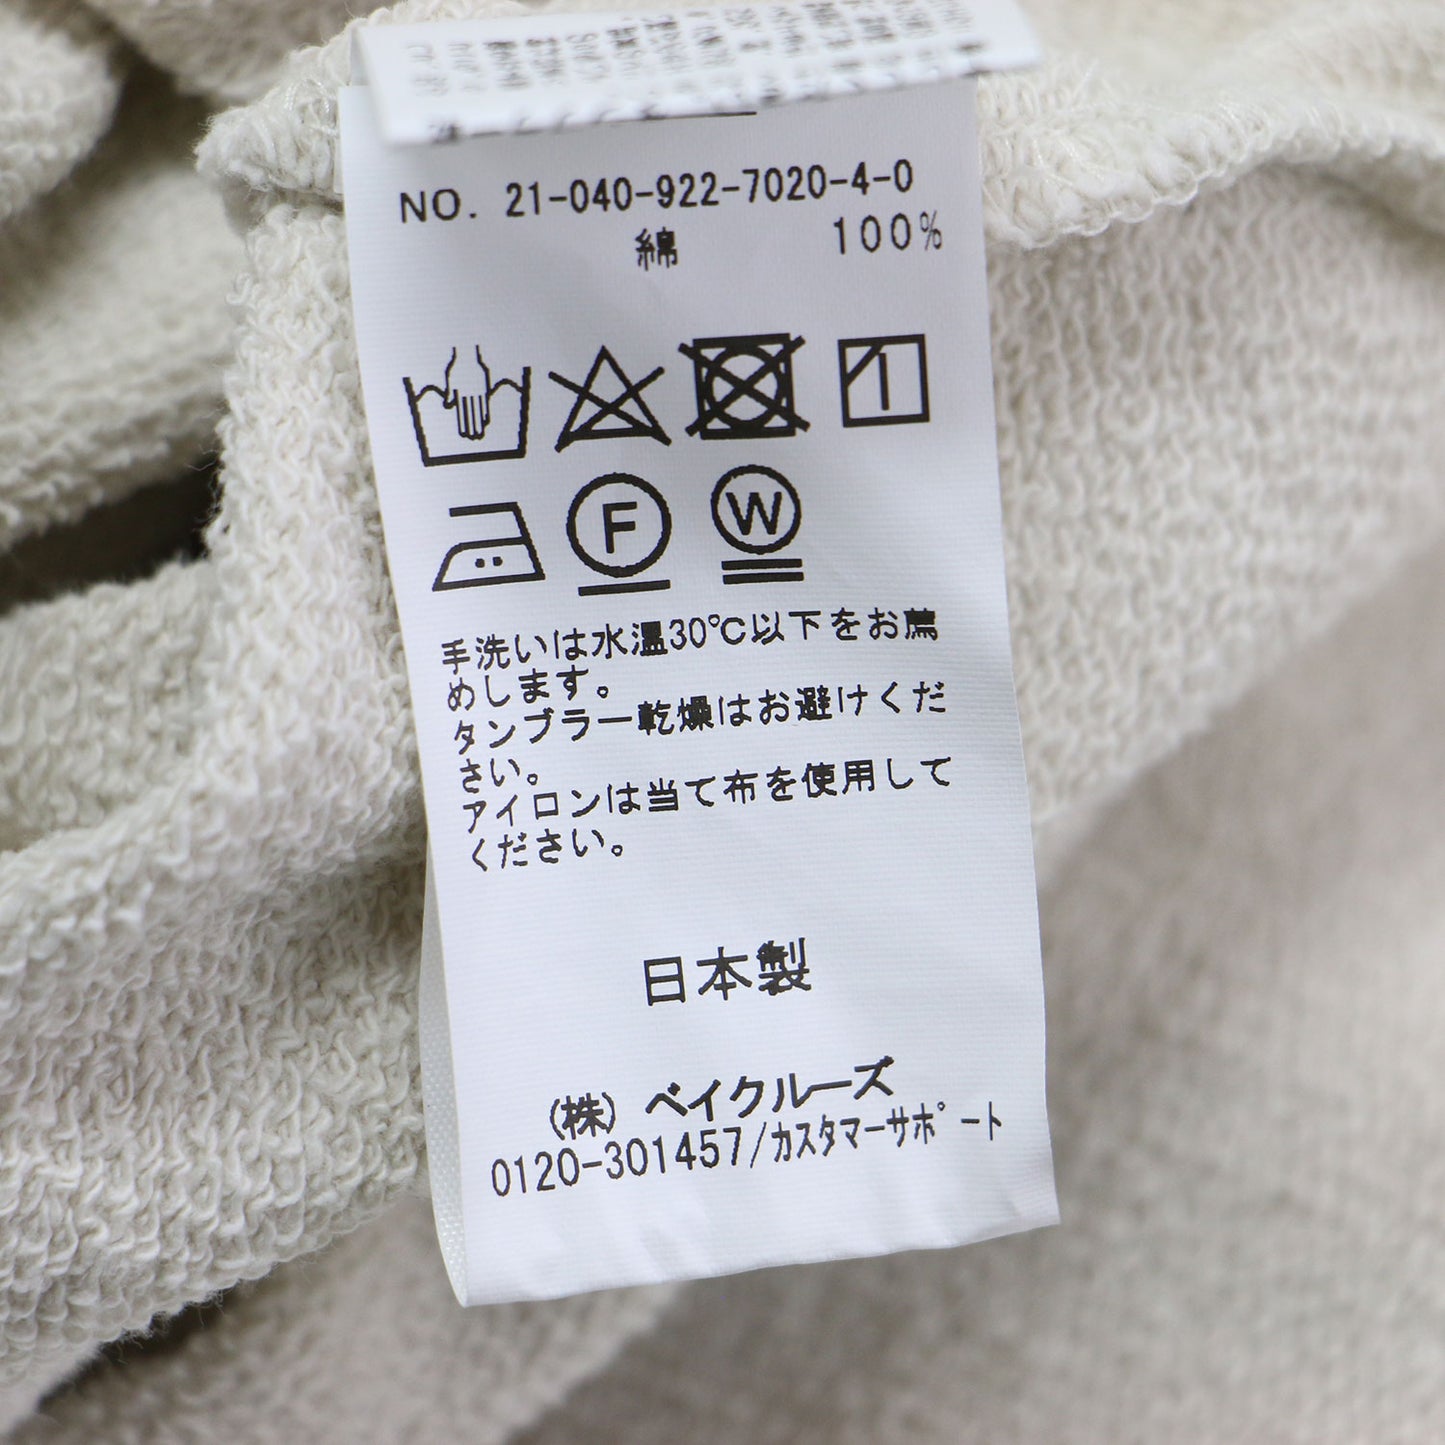 NO. 21-040-922-7020-4-0
綿 100%
F W
手洗いは水温30℃以下をお薦
めします。
タンブラー乾燥はお避けくだ
さい。
アイロンは当て布を使用して
ください。
日本製
(株) ベイクルーズ
0120-301457/カスタマーサポート